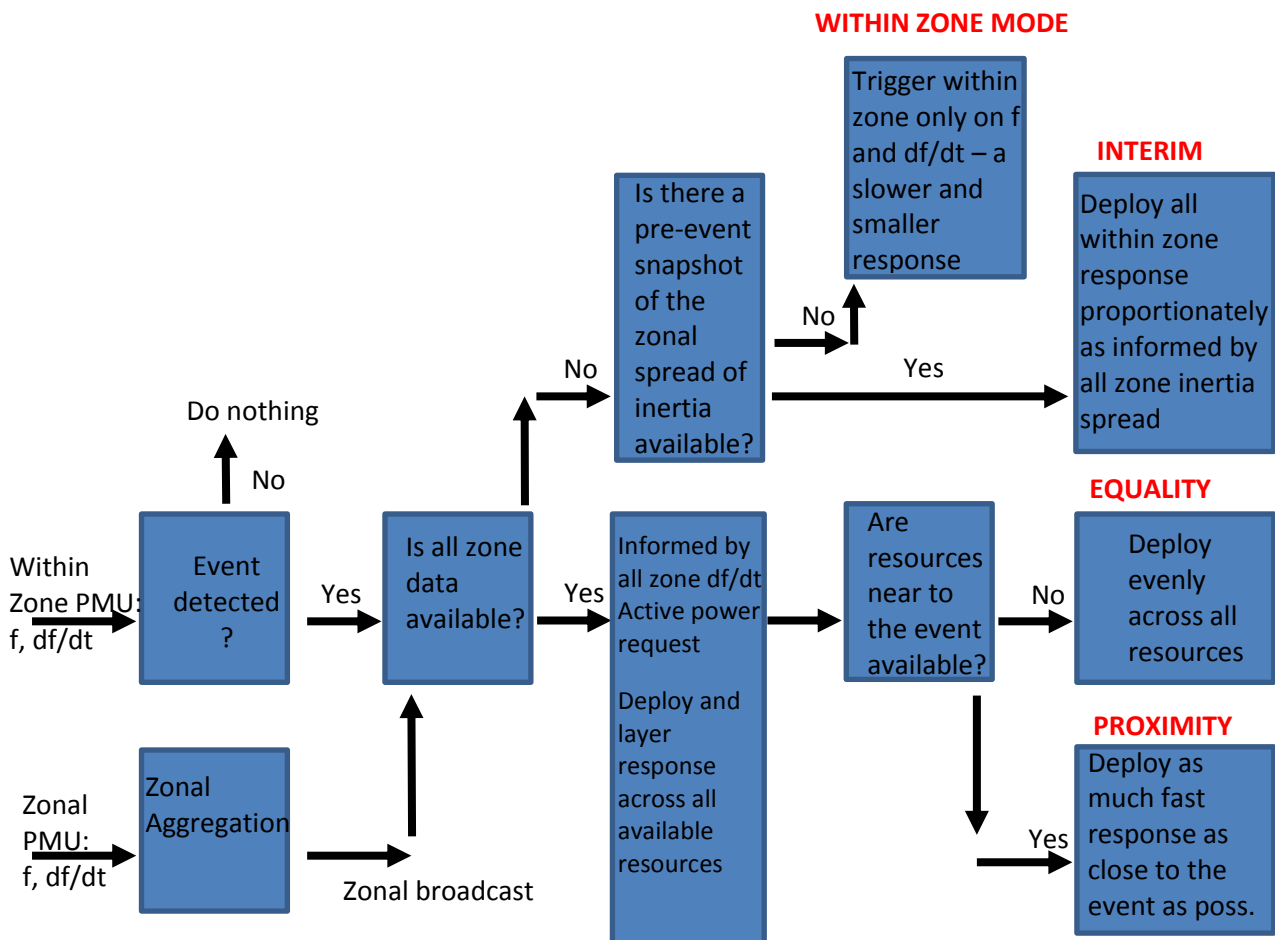 WITHIN ZONE MODE
Trigger within
zone only on f
and df/dt – a
slower and
smaller
response
INTERIM
Deploy all
within zone
response
proportionately
as informed by
all zone inertia
spread
Is there a
pre-event
snapshot
of the
zonal
spread of
inertia
available?
No
Yes
No
Do nothing
No
Within
Zone PMU:
f, df/dt
Event
detected
?
Yes
Is all zone
data
available?
Yes
Informed by
all zone df/dt
Active power
request
Deploy and
layer
response
across all
available
resources
Are
resources
near to
the event
available?
No
EQUALITY
Deploy
evenly
across all
resources
PROXIMITY
Deploy as
much fast
response as
close to the
event as poss.
Yes
Zonal
PMU:
f, df/dt
Zonal
Aggregation
Zonal broadcast